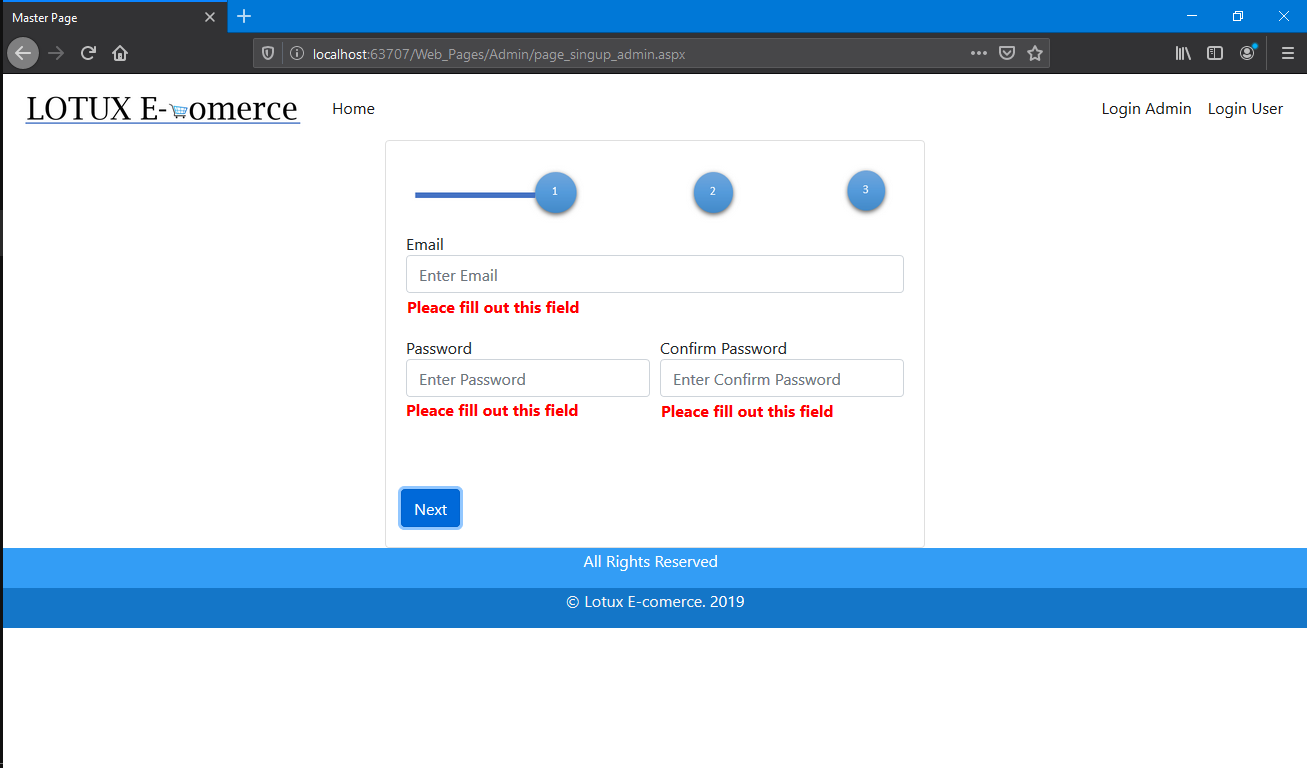 Master Page
localhost:63707/Web_Pages/Admin/page_singup_admin.aspx
LOTUX E-omerce Home Login Admin Login User
1 2 3
Email
Enter Email
Pleace fill out this field
Password Confirm Password
Enter Password Enter Confirm Password
Pleace fill out this field Pleace fill out this field
Next
All Rights Reserved
© Lotux E-comerce. 2019